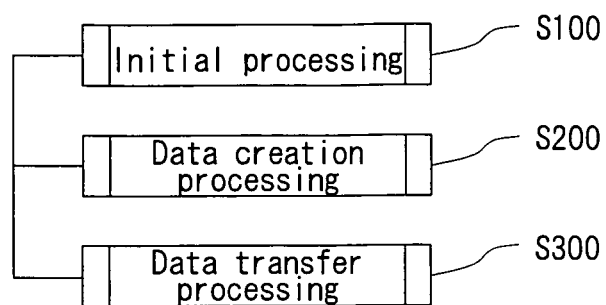 Initial processing S100
Data creation processing S200
Data transfer processing S300